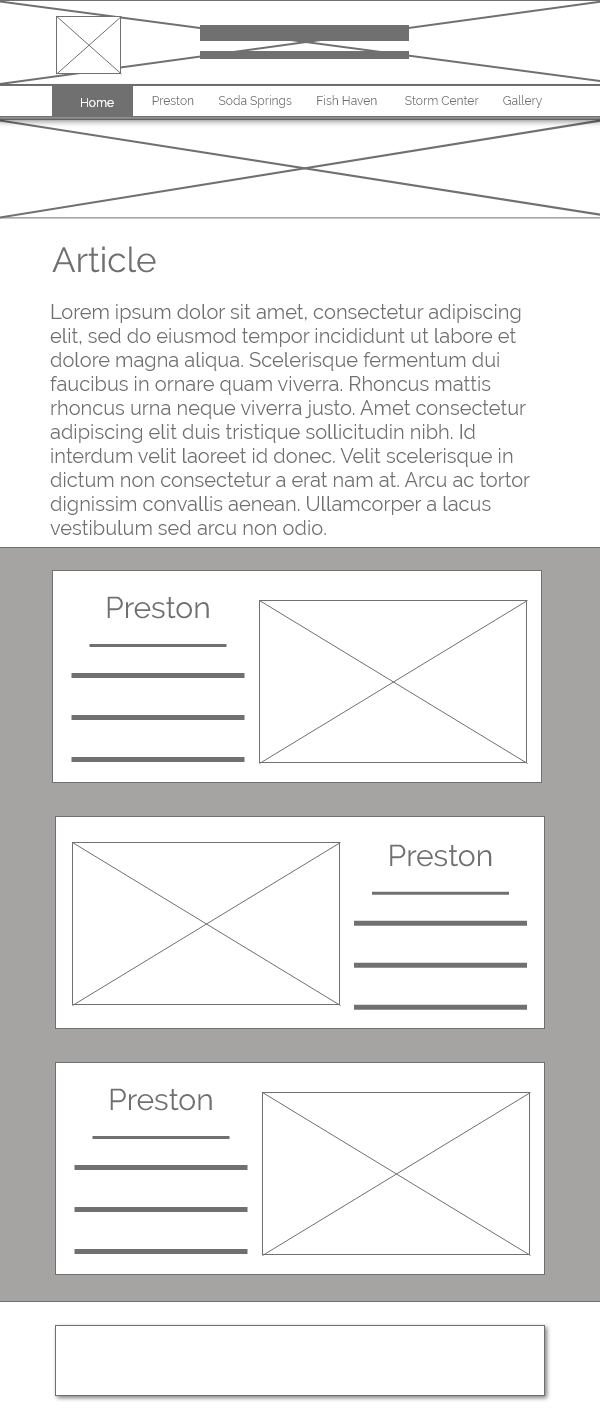 Home Preston Soda Springs Fish Haven Storm Center Gallery
Article
Lorem ipsum dolor sit amet, consectetur adipiscing
elit, sed do eiusmod tempor incididunt ut labore et
dolore magna aliqua. Scelerisque fermentum dui
faucibus in ornare quam viverra. Rhoncus mattis
rhoncus urna neque viverra justo. Amet consectetur
adipiscing elit duis tristique sollicitudin nibh. Id
interdum velit laoreet id donec. Velit scelerisque in
dictum non consectetur a erat nam at. Arcu ac tortor
dignissim convallis aenean. Ullamcorper a lacus
vestibulum sed arcu non odio.
Preston
Preston
Preston